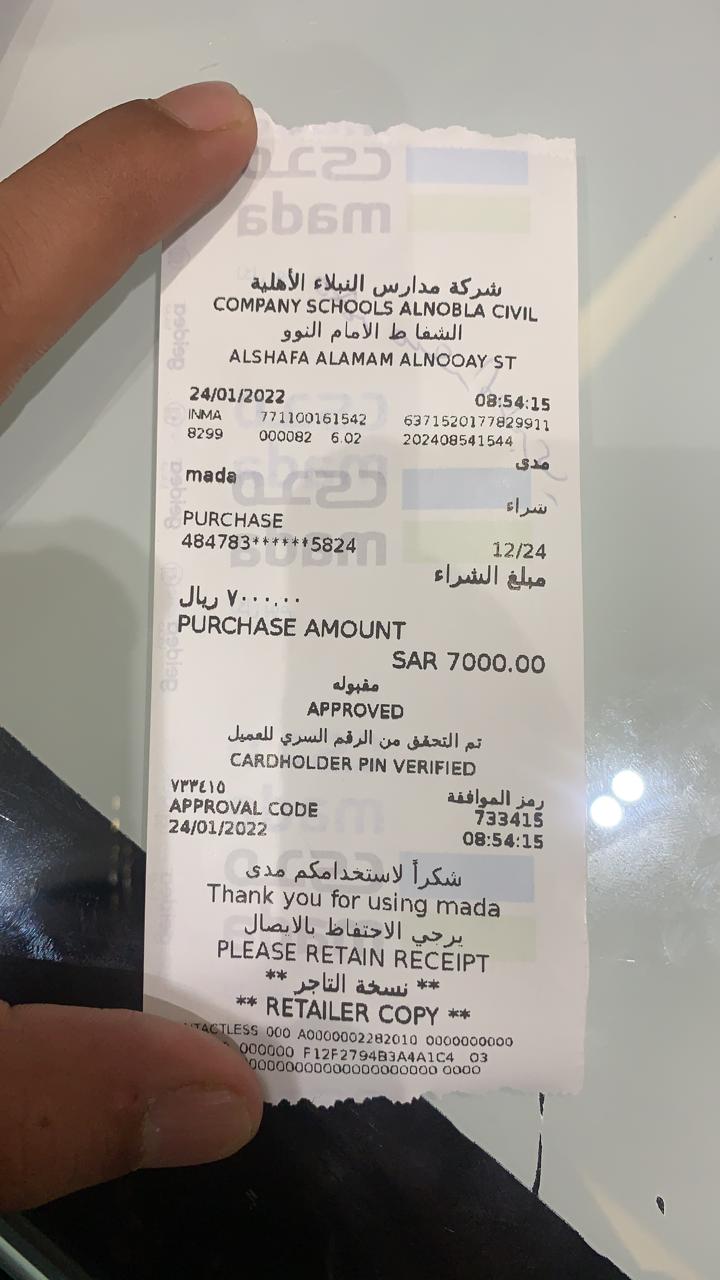 شركة مدارس النبلاء الأهلية
COMPANY SCHOOLS ALNOBLA CIVIL
الشفا ط الامام النوو
ALSHAFA ALAMAM ALNOOAY ST
24/01/2022 08:54:15
INMA 771100161542 6371520177829911
8299 000082 6.02 202408541544
مدى
mada
شراء
PURCHASE
484783******5824 12/24
مبلغ الشراء
٧٠٠٠.٠٠ ريال
PURCHASE AMOUNT
SAR 7000.00
مقبوله
APPROVED
تم التحقق من الرقم السري للعميل
CARDHOLDER PIN VERIFIED
٧٣٣٤١٥ رمز الموافقة
APPROVAL CODE 733415
24/01/2022 08:54:15
شكراً لاستخدامكم مدى
Thank you for using mada
يرجي الاحتفاظ بالايصال
PLEASE RETAIN RECEIPT
** نسخة التاجر **
** RETAILER COPY **
000 A0000002282010 0000000000
000000 F12F2794B3A4A1C4 03
0000